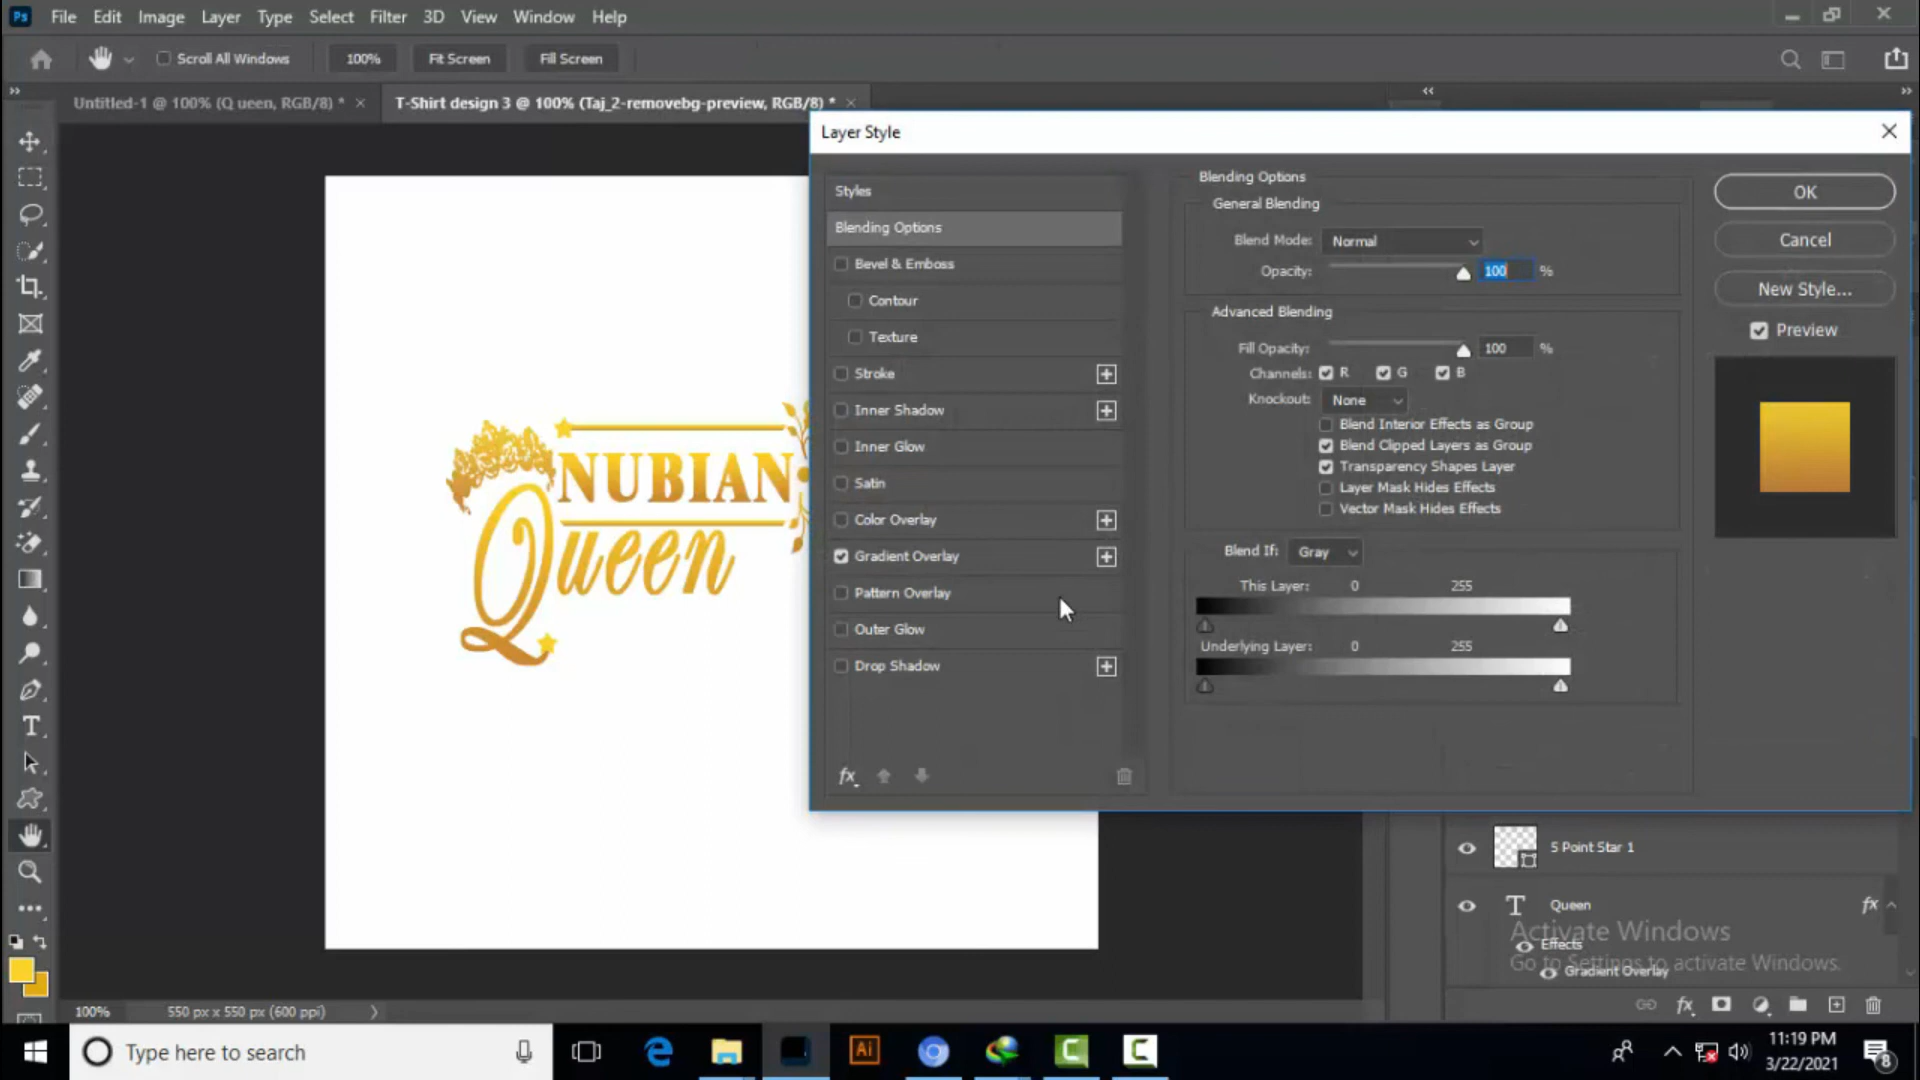 Ps File Edit Image Layer Type Select Filter 3D View Window Help
Scroll All Windows 100% Fit Screen Fill Screen
Untitled-1 @ 100% (Q ueen, RGB/8) * × T-Shirt design 3 @ 100% (Taj_2-removebg-preview, RGB/8) * ×
Layer Style
Styles
Blending Options
Bevel & Emboss
Contour
Texture
Stroke
Inner Shadow
Inner Glow
Satin
Color Overlay
Gradient Overlay
Pattern Overlay
Outer Glow
Drop Shadow
fx
Blending Options
General Blending
Blend Mode: Normal
Opacity: 100 %
Advanced Blending
Fill Opacity: 100 %
Channels: R G B
Knockout: None
Blend Interior Effects as Group
Blend Clipped Layers as Group
Transparency Shapes Layer
Layer Mask Hides Effects
Vector Mask Hides Effects
Blend If: Gray
This Layer: 0 255
Underlying Layer: 0 255
OK
Cancel
New Style...
Preview
NUBIAN
Queen
T
5 Point Star 1
T Queen fx
Effects
Gradient Overlay
Activate Windows
Go to Settings to activate Windows.
fx
100% 550 px x 550 px (600 ppi)
Type here to search
Ai
C
C
11:19 PM
3/22/2021
8